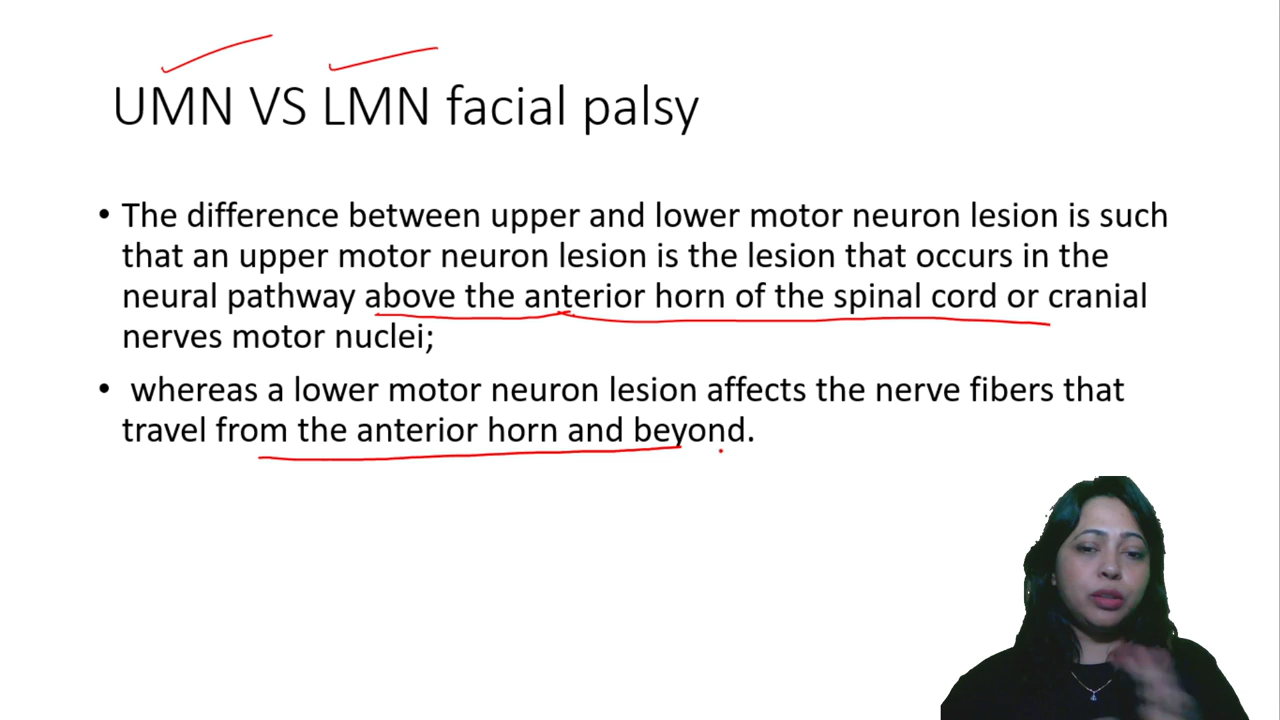 UMN VS LMN facial palsy
• The difference between upper and lower motor neuron lesion is such
that an upper motor neuron lesion is the lesion that occurs in the
neural pathway above the anterior horn of the spinal cord or cranial
nerves motor nuclei;
• whereas a lower motor neuron lesion affects the nerve fibers that
travel from the anterior horn and beyond.